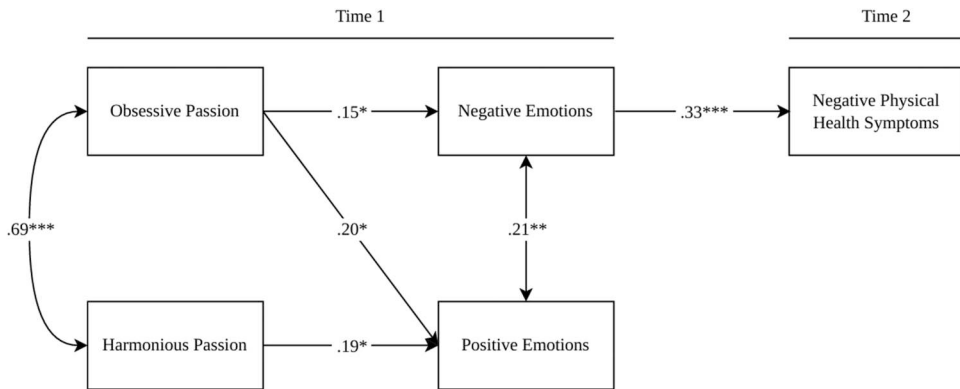 Time 1
Time 2
Obsessive Passion
.15*
Negative Emotions
.33***
Negative Physical
Health Symptoms
.69***
.20*
.21**
Harmonious Passion
.19*
Positive Emotions